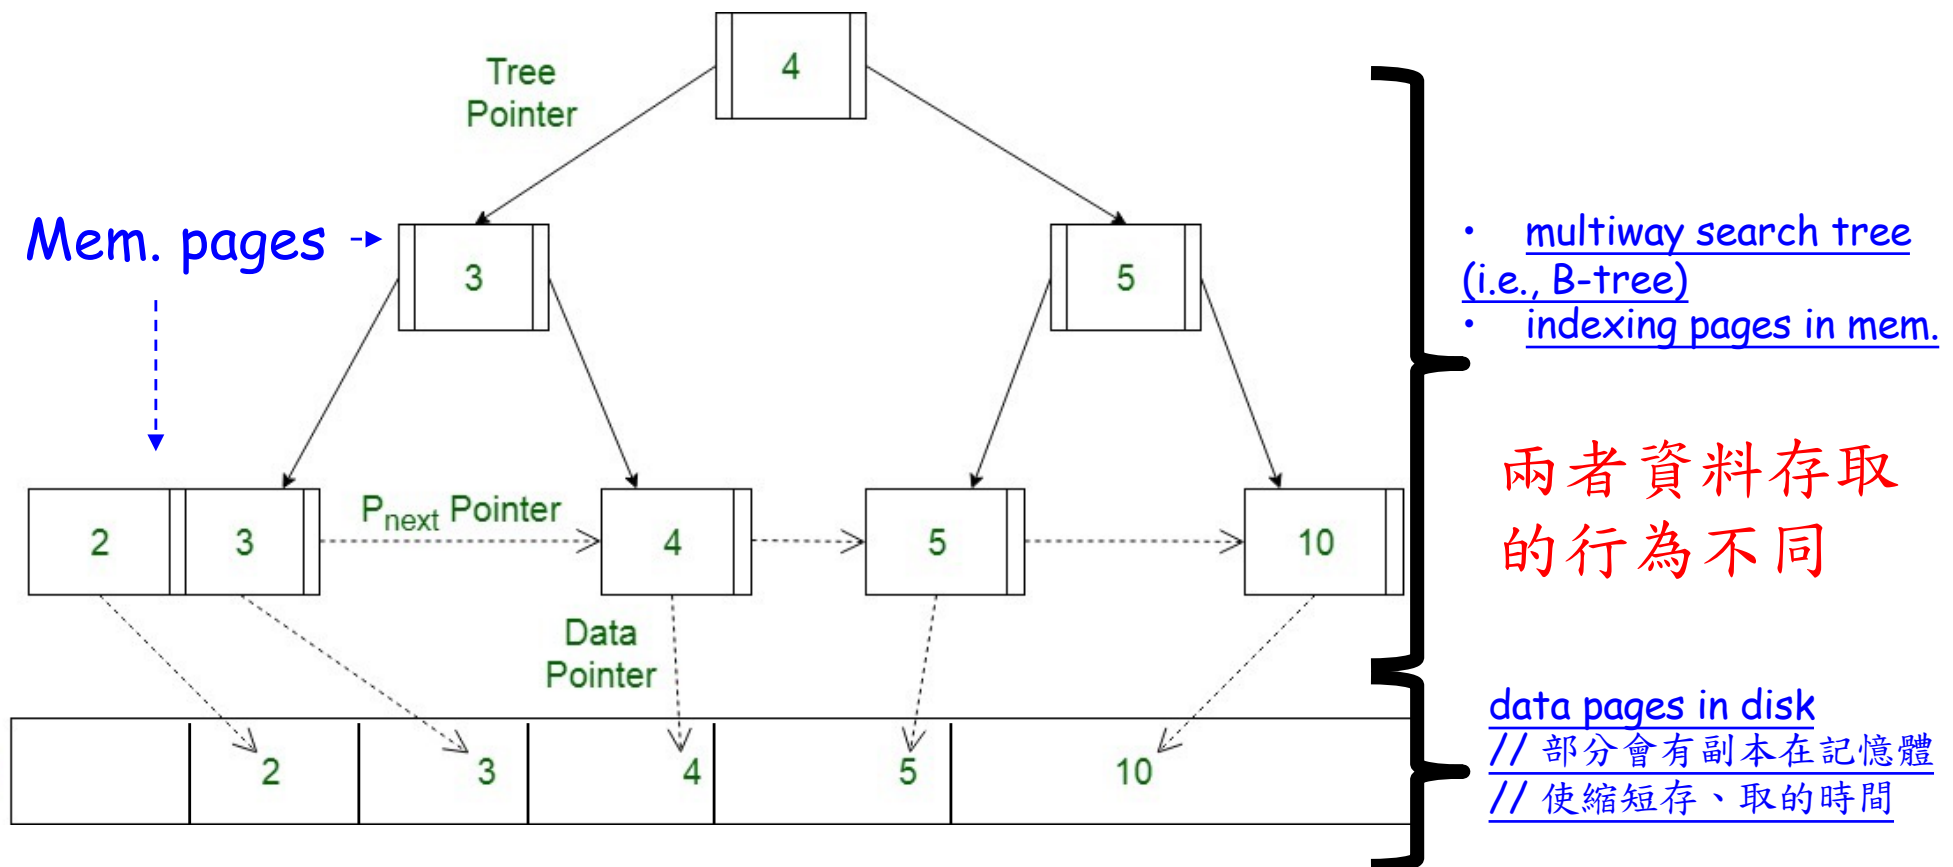 4
Tree
Pointer
Mem. pages
3
5
• multiway search tree
(i.e., B-tree)
• indexing pages in mem.
兩者資料存取
的行為不同
2 3
Pnext Pointer
4
5
10
Data
Pointer
2
3
4
5
10
data pages in disk
// 部分會有副本在記憶體
// 使縮短存、取的時間